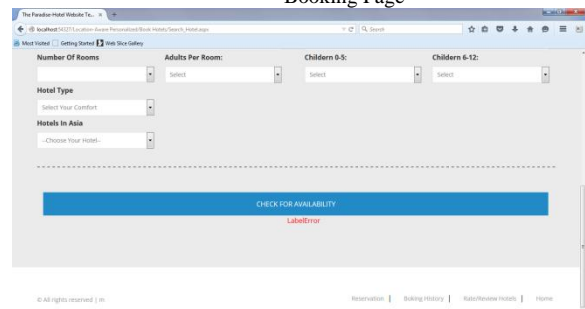 Booking Page
The Paradise-Hotel Website Te...
localhost:54327/Location-Aware Personalized/Book Hotels/Search_Hotel.aspx
Search
Most Visited Getting Started Web Slice Gallery
Number Of Rooms Adults Per Room: Childern 0-5: Childern 6-12:
Select Select Select
Hotel Type
Select Your Comfort
Hotels In Asia
--Choose Your Hotel--
CHECK FOR AVAILABILITY
LabelError
© All rights reserved | m Reservation | Boking History | Rate/Review Hotels | Home